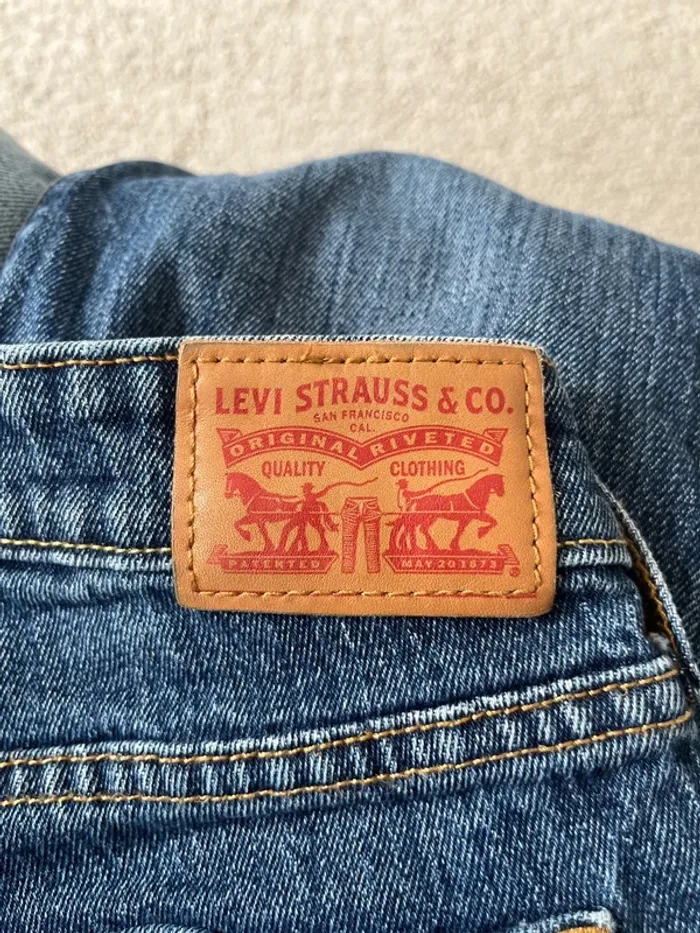 LEVI STRAUSS & CO.
SAN FRANCISCO
CAL.
ORIGINAL RIVETED
QUALITY CLOTHING
PATENTED MAY 20 1873
®